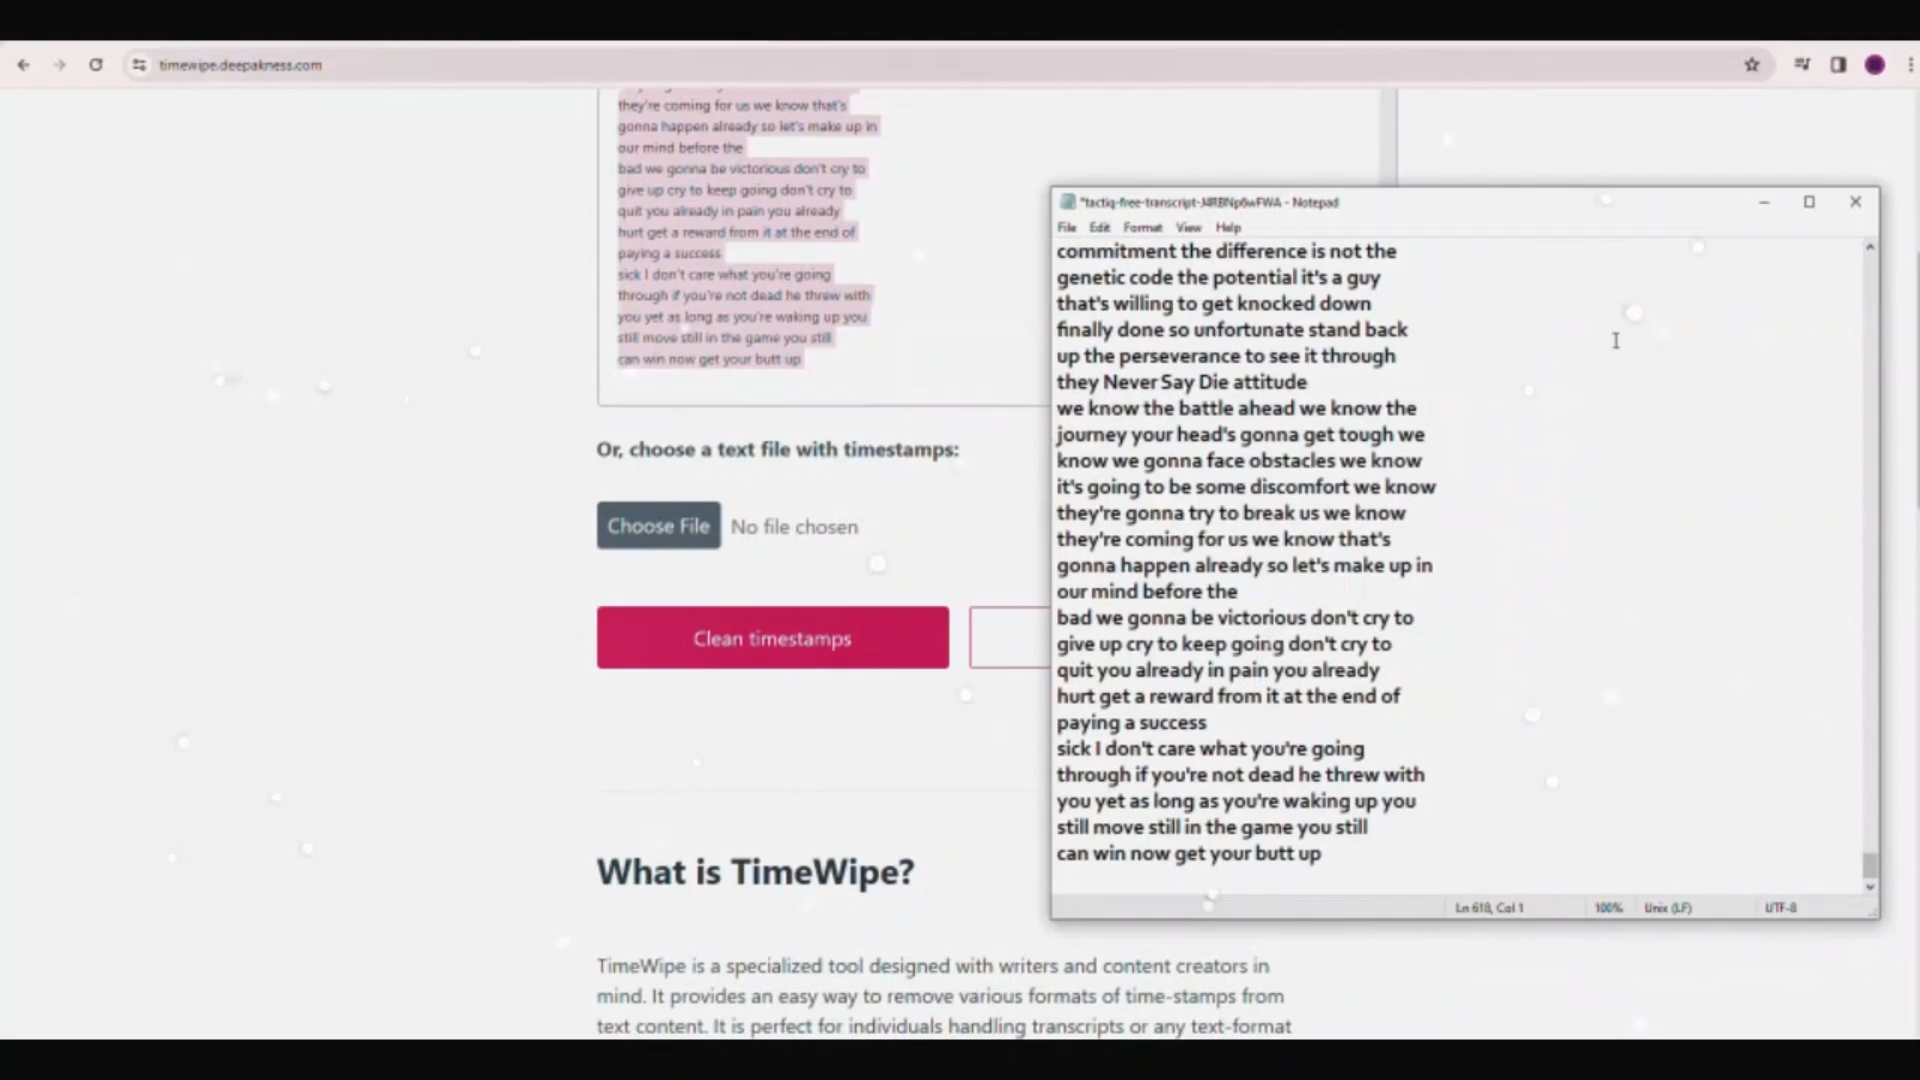 timewipe.deepakness.com
they're coming for us we know that's
gonna happen already so let's make up in
our mind before the
bad we gonna be victorious don't cry to
give up cry to keep going don't cry to
quit you already in pain you already
hurt get a reward from it at the end of
paying a success
sick I don't care what you're going
through if you're not dead he threw with
you yet as long as you're waking up you
still move still in the game you still
can win now get your butt up
Or, choose a text file with timestamps:
Choose File No file chosen
Clean timestamps
What is TimeWipe?
TimeWipe is a specialized tool designed with writers and content creators in
mind. It provides an easy way to remove various formats of time-stamps from
text content. It is perfect for individuals handling transcripts or any text-format
- Notepad
File Edit Format View Help
commitment the difference is not the
genetic code the potential it's a guy
that's willing to get knocked down
finally done so unfortunate stand back
up the perseverance to see it through
they Never Say Die attitude
we know the battle ahead we know the
journey your head's gonna get tough we
know we gonna face obstacles we know
it's going to be some discomfort we know
they're gonna try to break us we know
they're coming for us we know that's
gonna happen already so let's make up in
our mind before the
bad we gonna be victorious don't cry to
give up cry to keep going don't cry to
quit you already in pain you already
hurt get a reward from it at the end of
paying a success
sick I don't care what you're going
through if you're not dead he threw with
you yet as long as you're waking up you
still move still in the game you still
can win now get your butt up
Ln 618, Col 1 100% Unix (LF) UTF-8